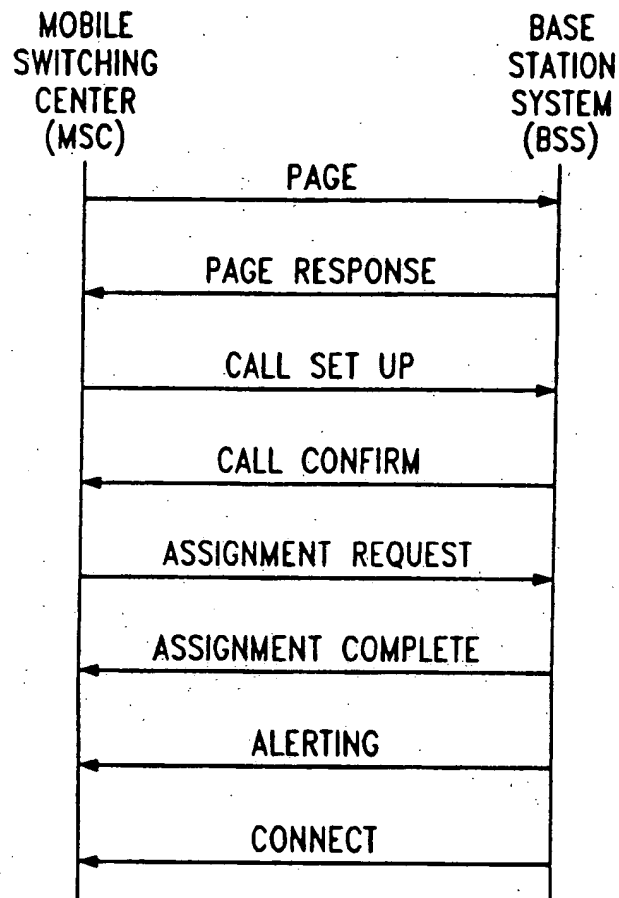 MOBILE
SWITCHING
CENTER
(MSC)
BASE
STATION
SYSTEM
(BSS)
PAGE
PAGE RESPONSE
CALL SET UP
CALL CONFIRM
ASSIGNMENT REQUEST
ASSIGNMENT COMPLETE
ALERTING
CONNECT